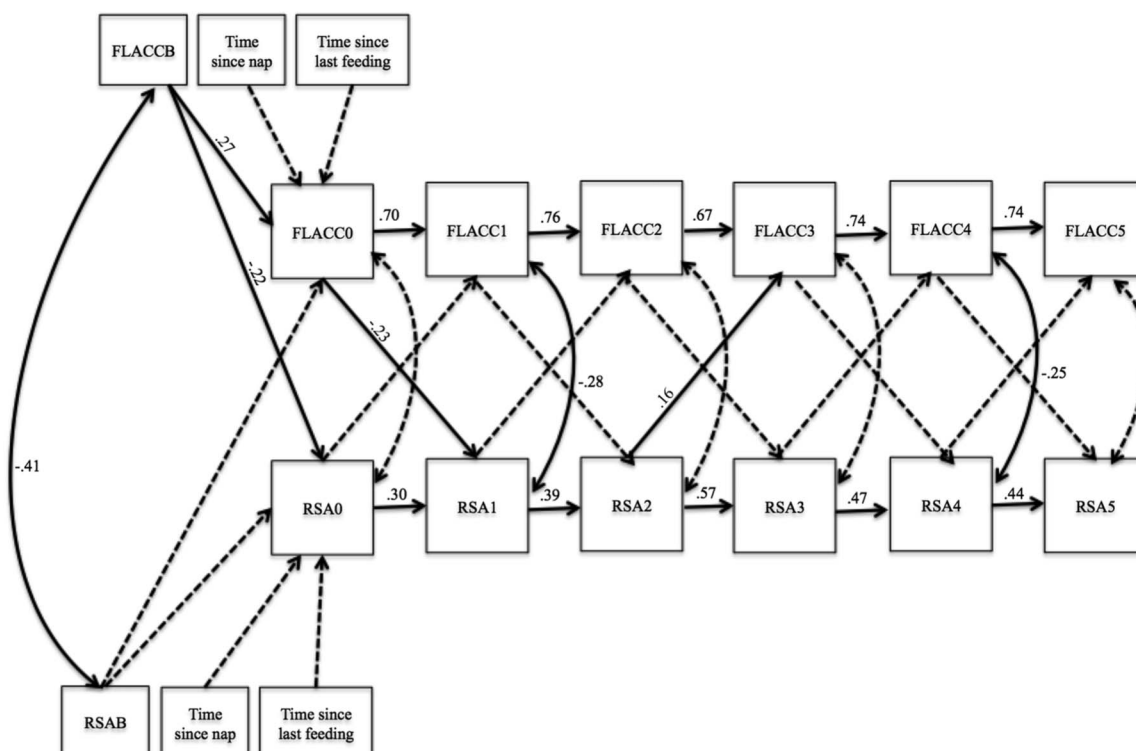 FLACCB
Time
since nap
Time since
last feeding
.27
-.22
-.41
FLACC0
.70
FLACC1
.76
FLACC2
.67
FLACC3
.74
FLACC4
.74
FLACC5
-.23
-.28
.16
-.25
RSA0
.30
RSA1
.39
RSA2
.57
RSA3
.47
RSA4
.44
RSA5
RSAB
Time
since nap
Time since
last feeding